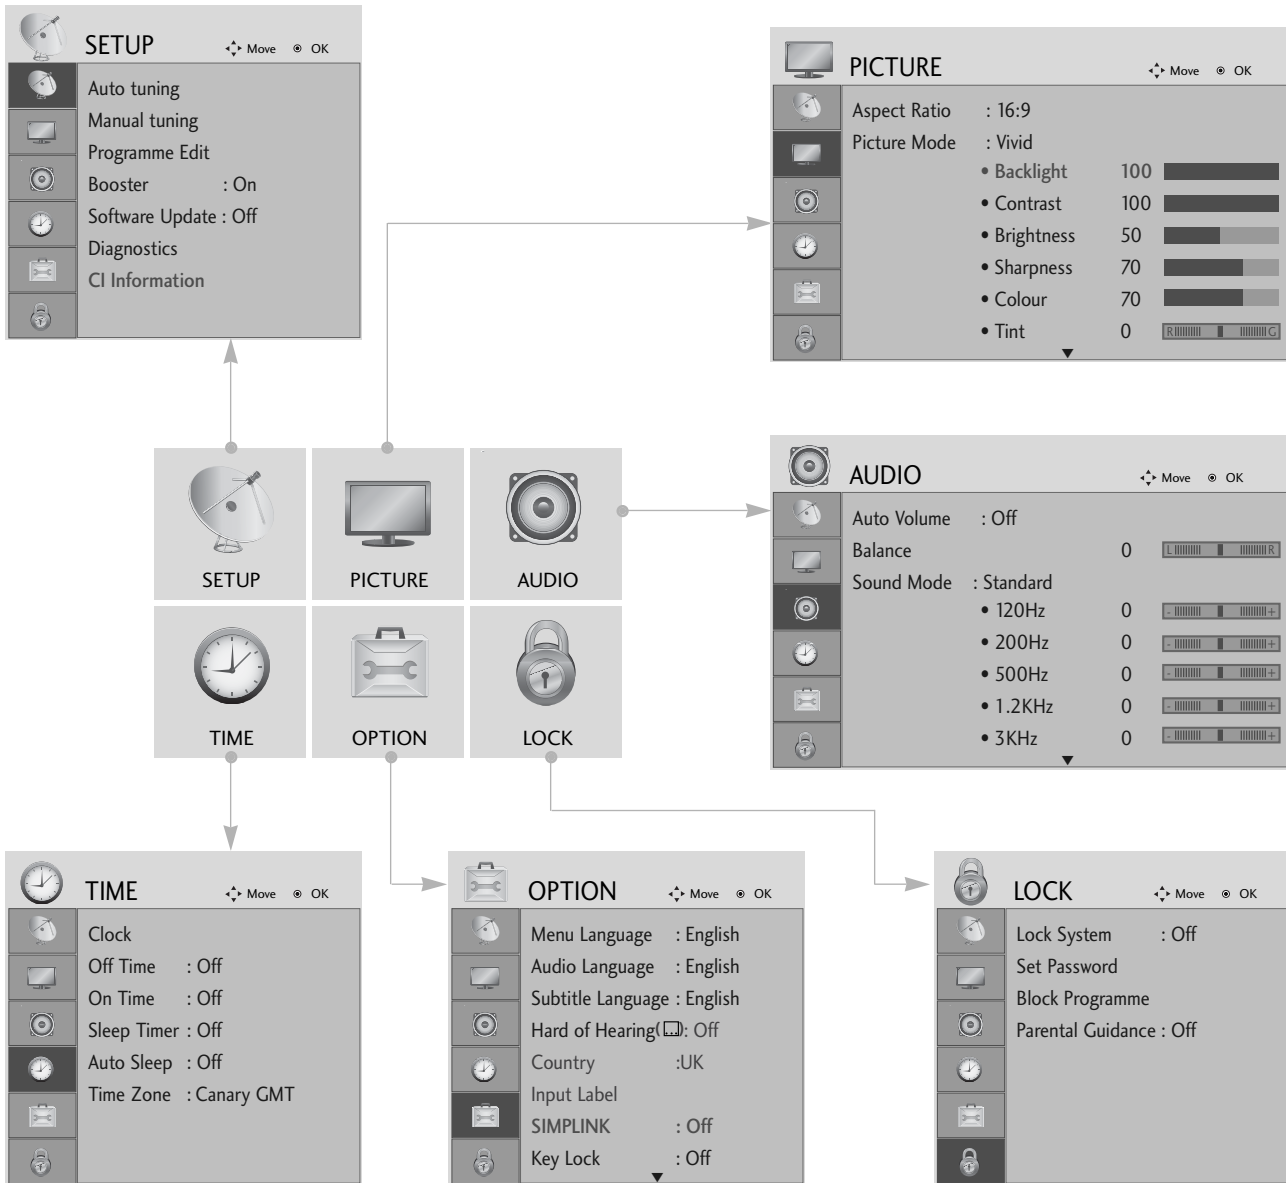 SETUP Move OK
Auto tuning
Manual tuning
Programme Edit
Booster : On
Software Update : Off
Diagnostics
CI Information
PICTURE Move OK
Aspect Ratio : 16:9
Picture Mode : Vivid
• Backlight 100
• Contrast 100
• Brightness 50
• Sharpness 70
• Colour 70
• Tint 0 R G
SETUP
PICTURE
AUDIO
TIME
OPTION
LOCK
AUDIO Move OK
Auto Volume : Off
Balance 0 L R
Sound Mode : Standard
• 120Hz 0 - +
• 200Hz 0 - +
• 500Hz 0 - +
• 1.2KHz 0 - +
• 3KHz 0 - +
TIME Move OK
Clock
Off Time : Off
On Time : Off
Sleep Timer : Off
Auto Sleep : Off
Time Zone : Canary GMT
OPTION Move OK
Menu Language : English
Audio Language : English
Subtitle Language : English
Hard of Hearing( ): Off
Country :UK
Input Label
SIMPLINK : Off
Key Lock : Off
LOCK Move OK
Lock System : Off
Set Password
Block Programme
Parental Guidance : Off